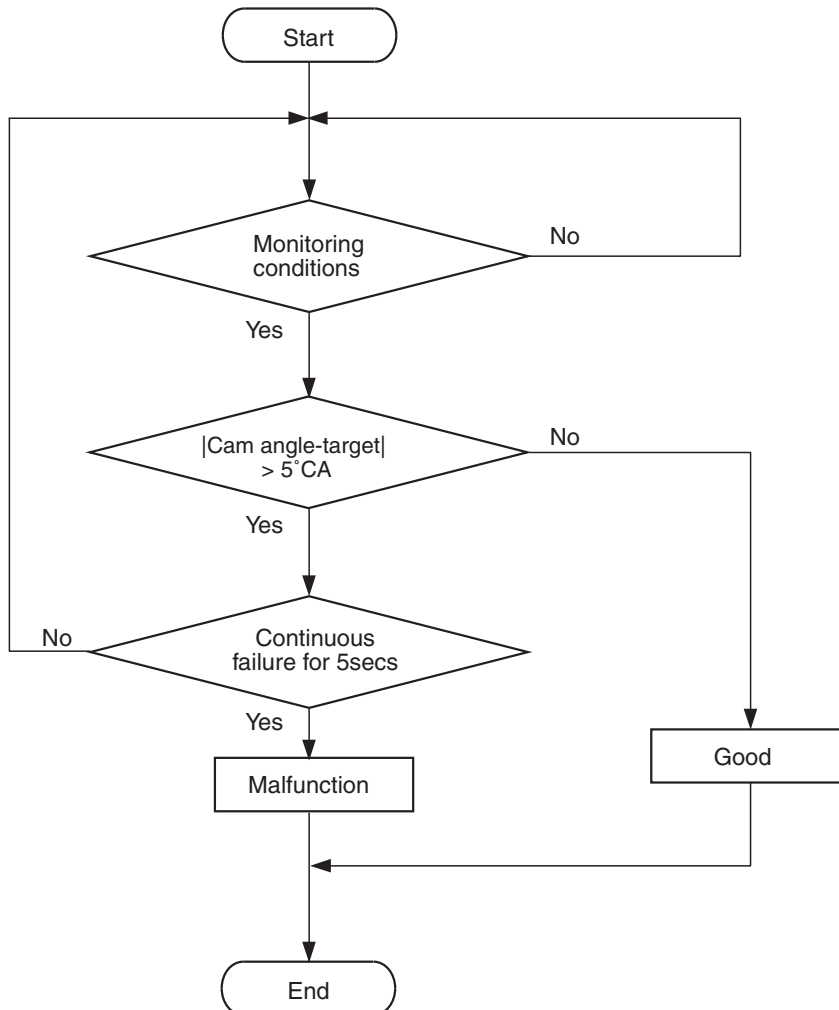 Start
Monitoring
conditions
No
Yes
|Cam angle-target|
> 5˚CA
No
Yes
Continuous
failure for 5secs
No
Yes
Malfunction
Good
End